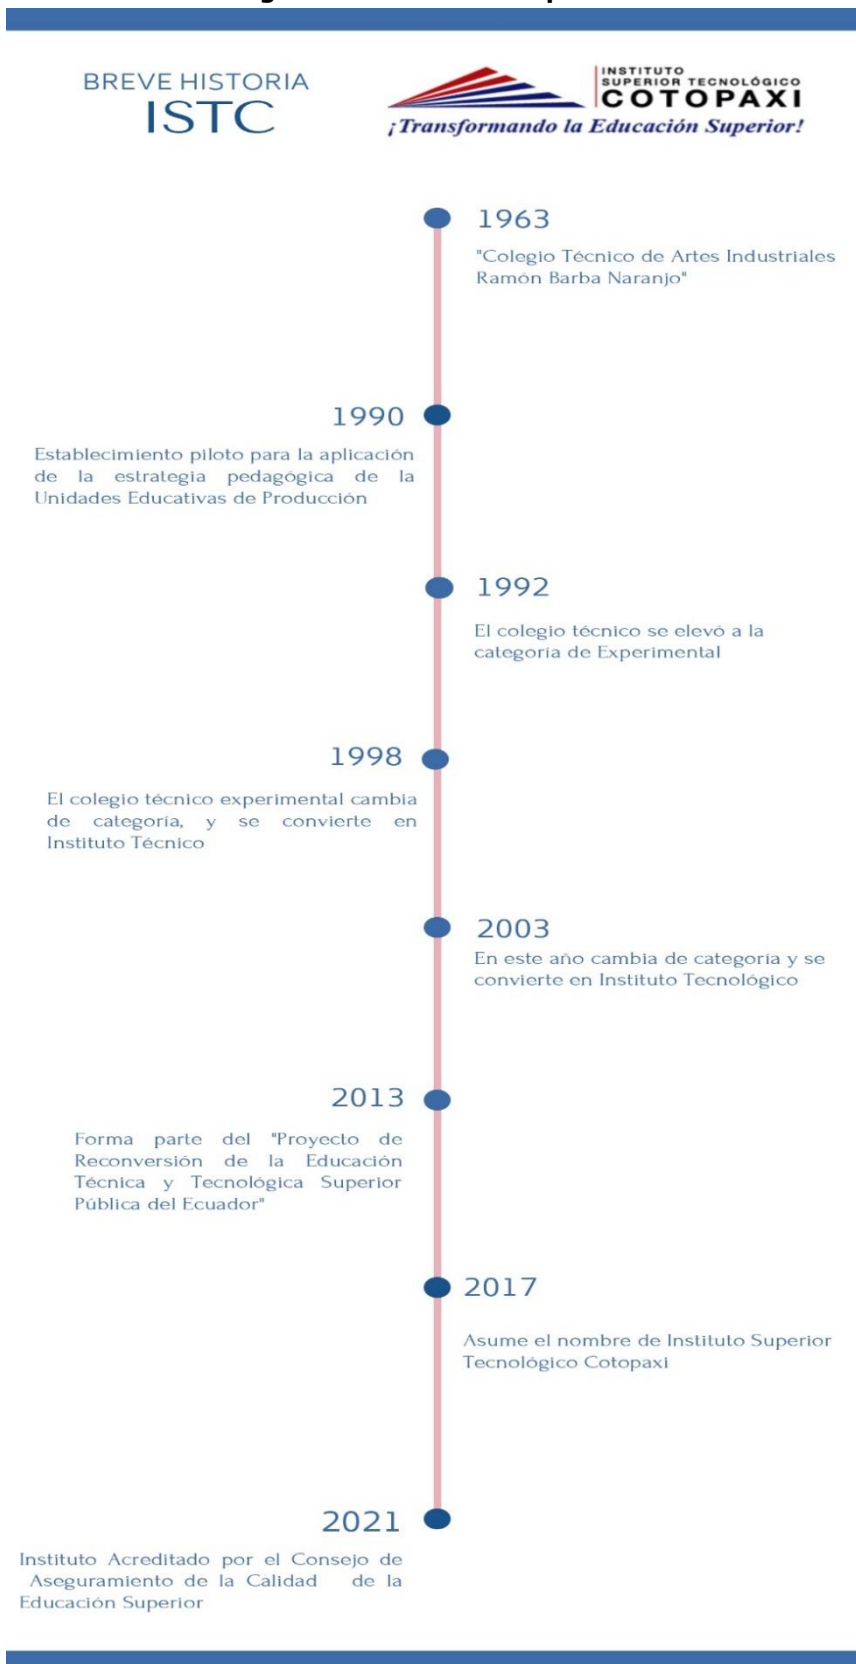 BREVE HISTORIA
ISTC
INSTITUTO
SUPERIOR TECNOLÓGICO
COTOPAXI
¡Transformando la Educación Superior!
1963
"Colegio Técnico de Artes Industriales
Ramón Barba Naranjo"
1990
Establecimiento piloto para la aplicación
de la estrategia pedagógica de la
Unidades Educativas de Producción
1992
El colegio técnico se elevó a la
categoría de Experimental
1998
El colegio técnico experimental cambia
de categoría, y se convierte en
Instituto Técnico
2003
En este año cambia de categoría y se
convierte en Instituto Tecnológico
2013
Forma parte del "Proyecto de
Reconversión de la Educación
Técnica y Tecnológica Superior
Pública del Ecuador"
2017
Asume el nombre de Instituto Superior
Tecnológico Cotopaxi
2021
Instituto Acreditado por el Consejo de
Aseguramiento de la Calidad de la
Educación Superior